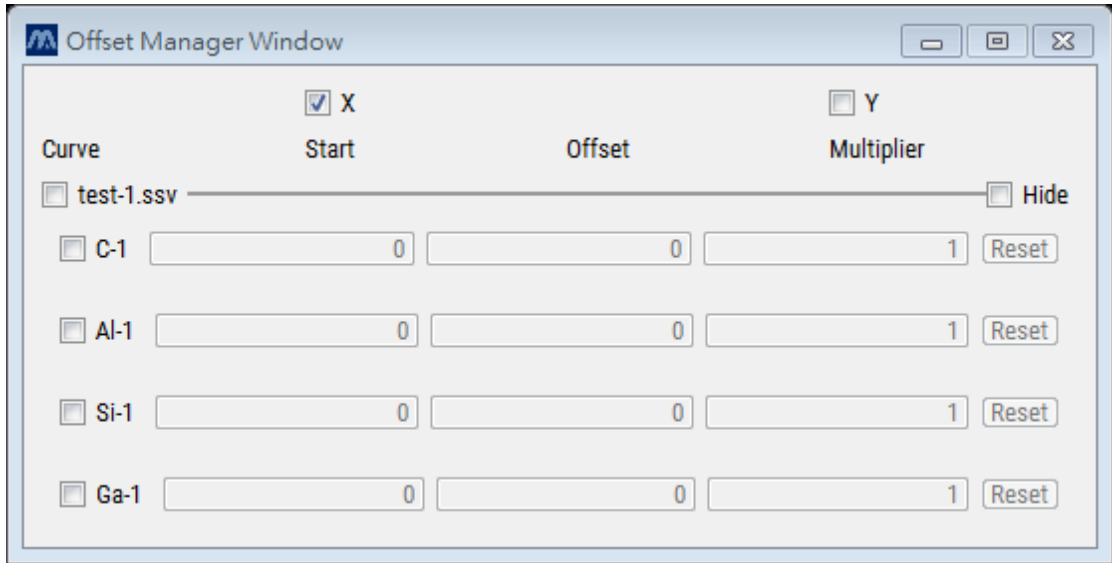 Offset Manager Window
X Y
Curve Start Offset Multiplier
test-1.ssv Hide
C-1 0 0 1 Reset
Al-1 0 0 1 Reset
Si-1 0 0 1 Reset
Ga-1 0 0 1 Reset